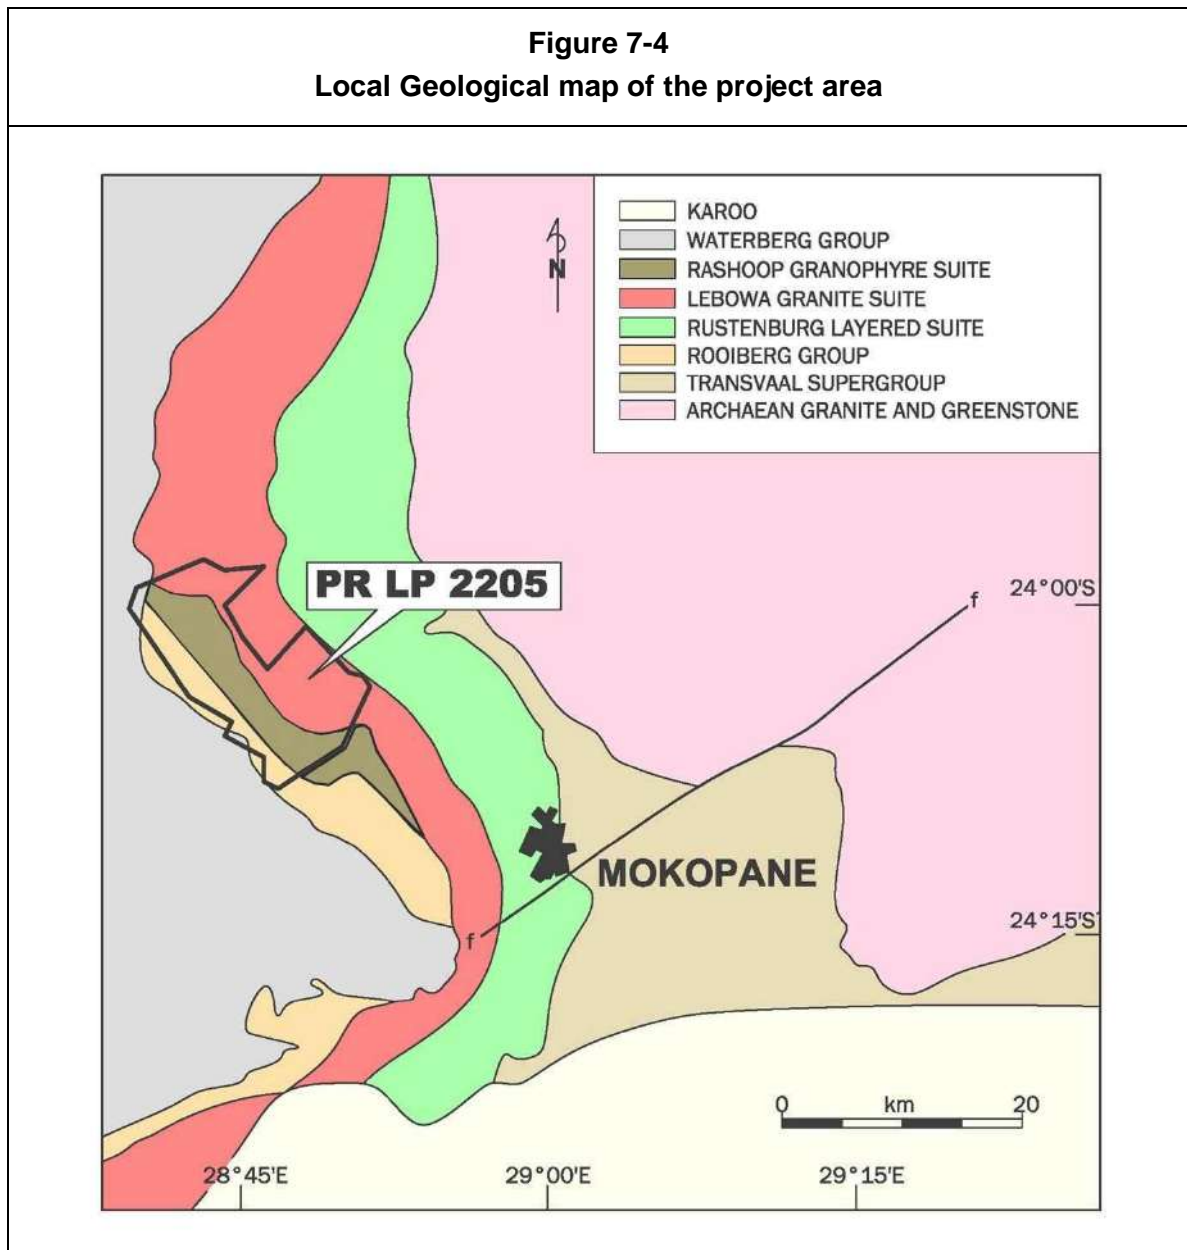 Figure 7-4
Local Geological map of the project area
KAROO
WATERBERG GROUP
RASHOOP GRANOPHYRE SUITE
LEBOWA GRANITE SUITE
RUSTENBURG LAYERED SUITE
ROOIBERG GROUP
TRANSVAAL SUPERGROUP
ARCHAEAN GRANITE AND GREENSTONE
N
PR LP 2205
24°00'S
f
MOKOPANE
24°15'S
f
0 km 20
28°45'E 29°00'E 29°15'E